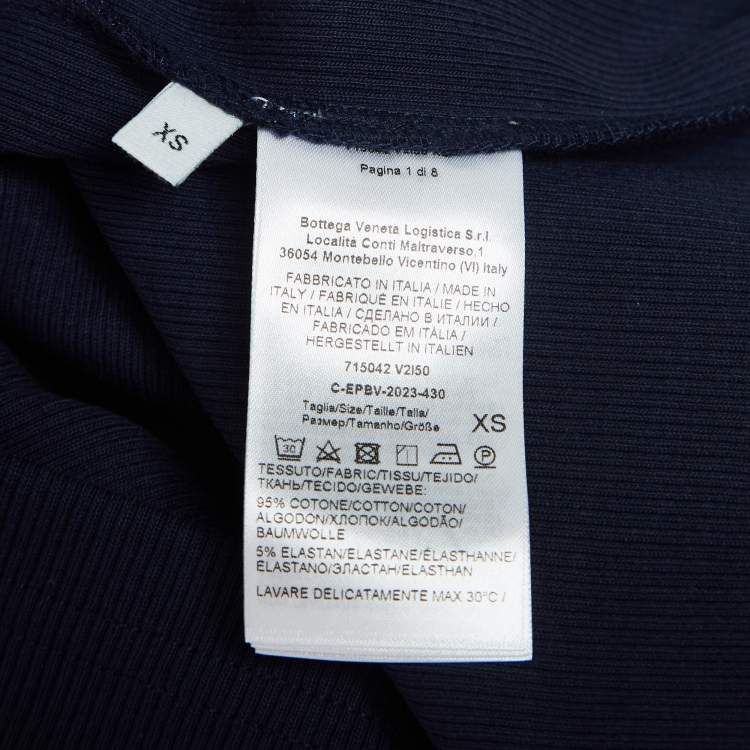 XS
Pagina 1 di 8
Bottega Veneta Logistica S.r.l.
Località Conti Maltraverso,1
36054 Montebello Vicentino (VI) Italy
FABBRICATO IN ITALIA / MADE IN
ITALY / FABRIQUÉ EN ITALIE / HECHO
EN ITALIA / СДЕЛАНО В ИТАЛИИ /
FABRICADO EM ITÁLIA /
HERGESTELLT IN ITALIEN
715042 V2I50
C-EPBV-2023-430
Taglia/Size/Taille/Talla/
Размер/Tamanho/Größe
XS
30
P
TESSUTO/FABRIC/TISSU/TEJIDO/
ТКАНЬ/TECIDO/GEWEBE:
95% COTONE/COTTON/COTON/
ALGODON/ХЛОПОК/ALGODÃO/
BAUMWOLLE
5% ELASTAN/ELASTANE/ÉLASTHANNE/
ELASTANO/ЭЛАСТАН/ELASTHAN
LAVARE DELICATAMENTE MAX 30°C /